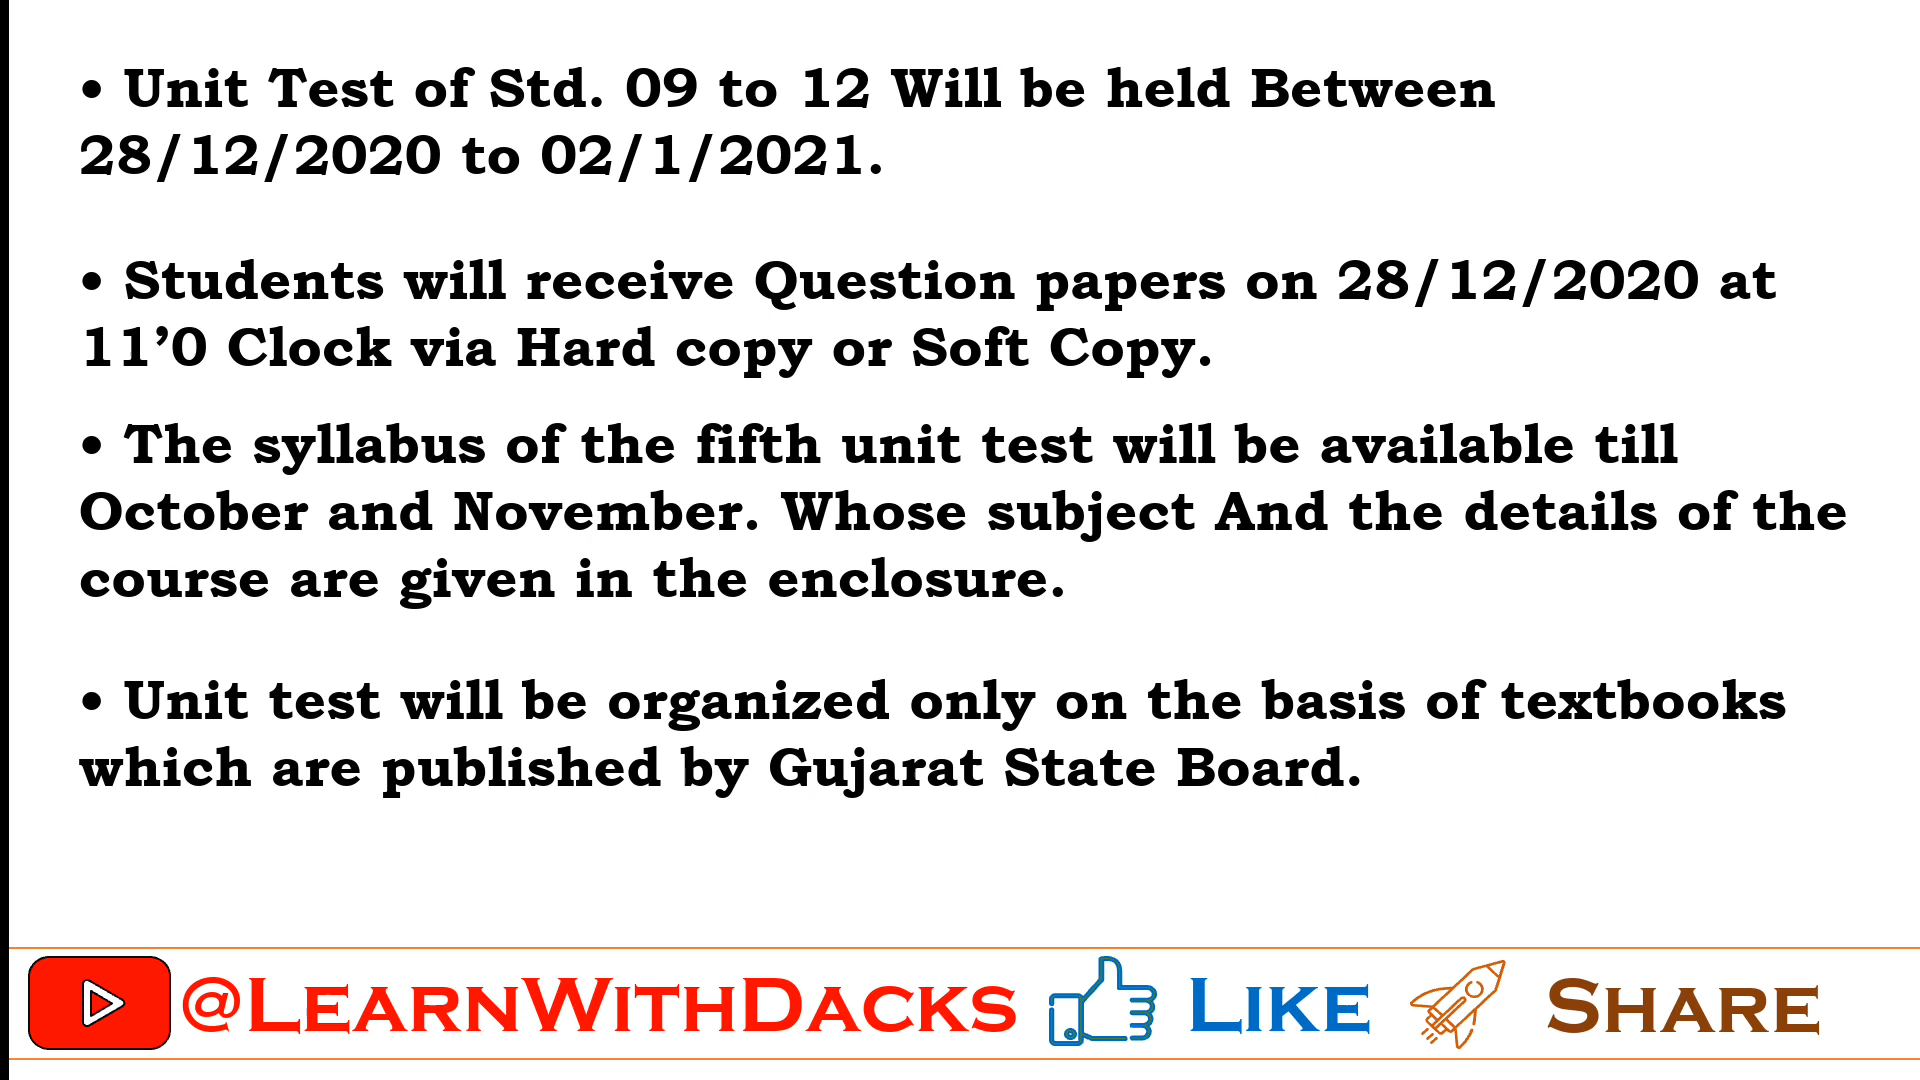 • Unit Test of Std. 09 to 12 Will be held Between
28/12/2020 to 02/1/2021.
• Students will receive Question papers on 28/12/2020 at
11’0 Clock via Hard copy or Soft Copy.
• The syllabus of the fifth unit test will be available till
October and November. Whose subject And the details of the
course are given in the enclosure.
• Unit test will be organized only on the basis of textbooks
which are published by Gujarat State Board.
@LearnWithDacks Like Share